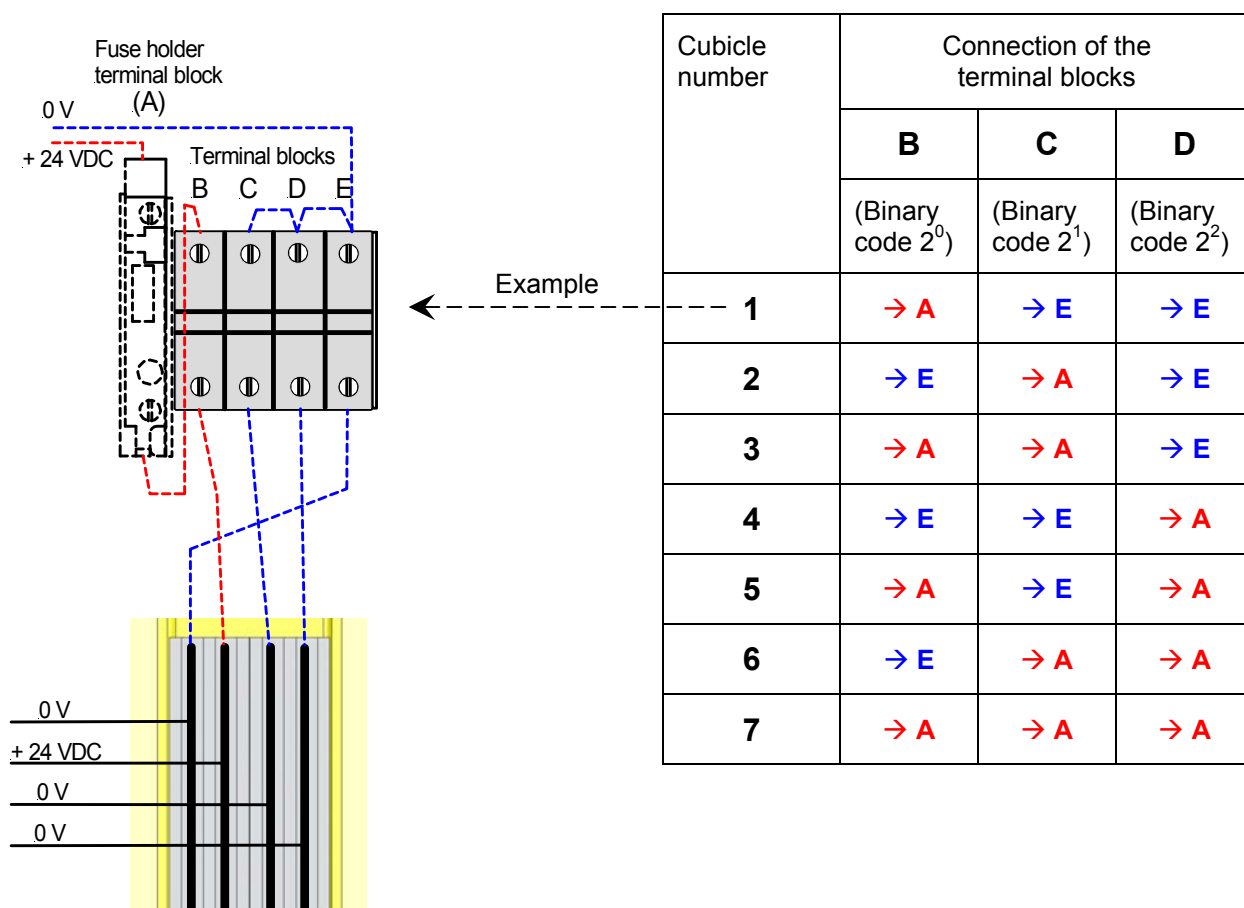 Fuse holder
terminal block
(A)
0 V
+ 24 VDC
Terminal blocks
B C D E
Example
0 V
+ 24 VDC
0 V
0 V
Cubicle number
Connection of the
terminal blocks
B C D
(Binary code 2⁰) (Binary code 2¹) (Binary code 2²)
1 → A → E → E
2 → E → A → E
3 → A → A → E
4 → E → E → A
5 → A → E → A
6 → E → A → A
7 → A → A → A